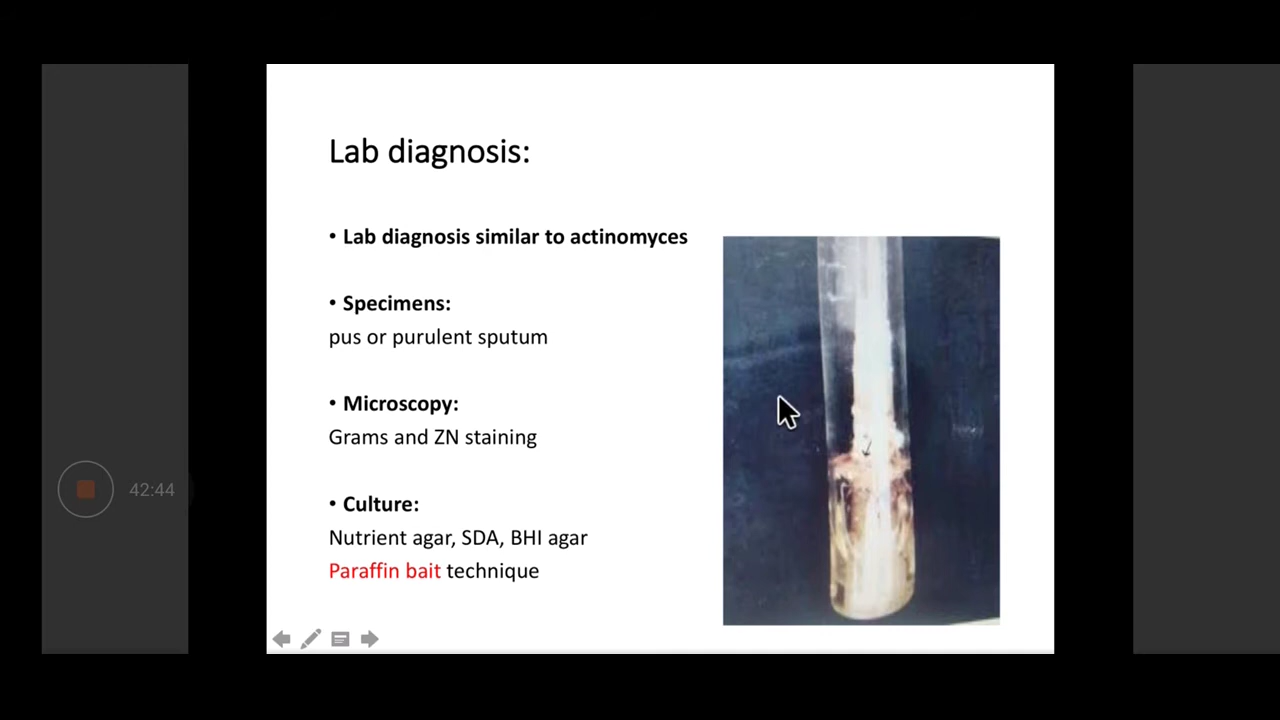 Lab diagnosis:
• Lab diagnosis similar to actinomyces
• Specimens:
pus or purulent sputum
• Microscopy:
Grams and ZN staining
• Culture:
Nutrient agar, SDA, BHI agar
Paraffin bait technique
42:44